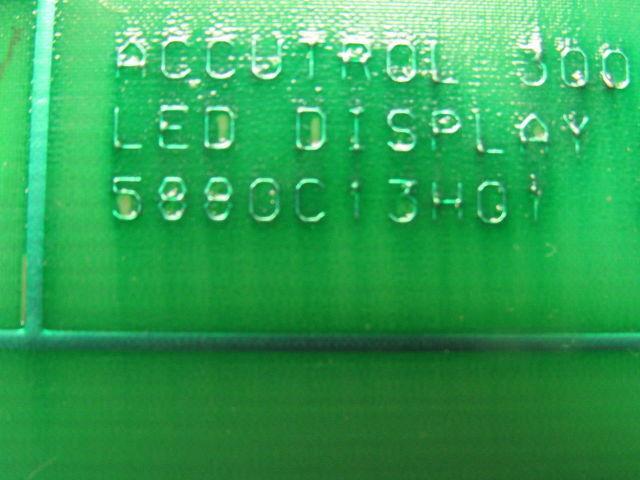 ACCUTROL 300
LED DISPLAY
5880C13H01